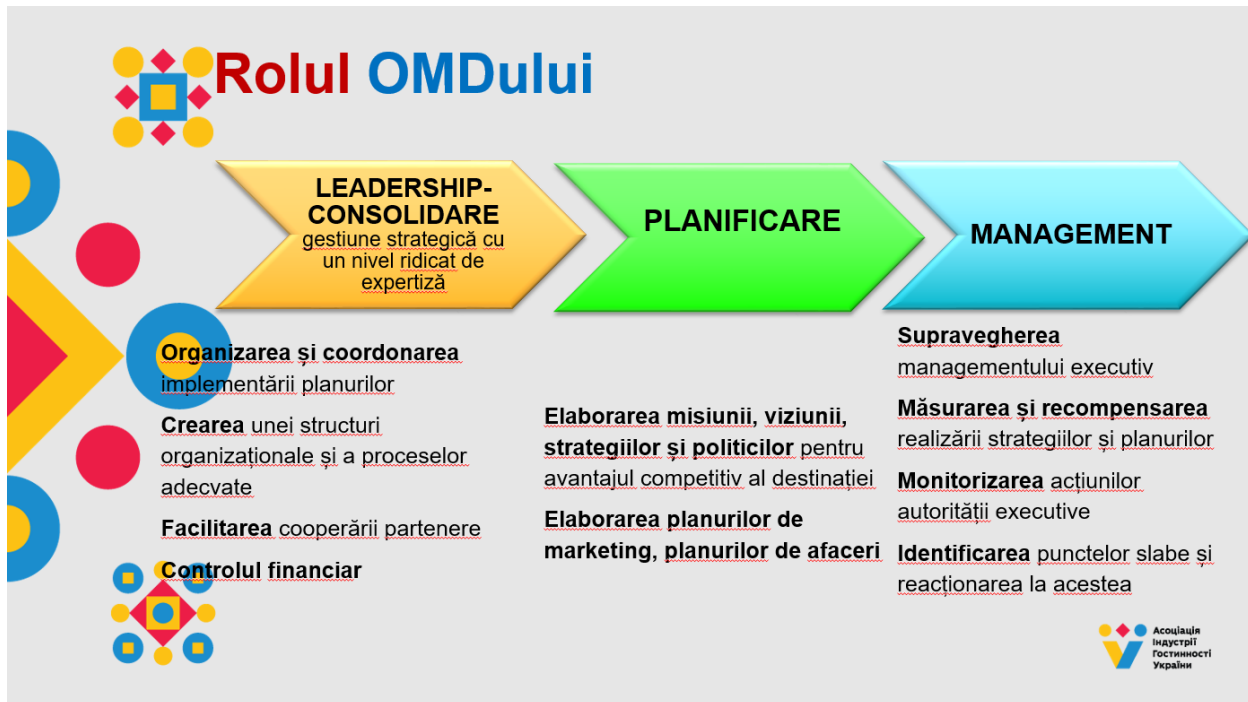 Rolul OMDului
LEADERSHIP-
CONSOLIDARE
gestiune strategică cu
un nivel ridicat de
expertiză
PLANIFICARE
MANAGEMENT
Organizarea și coordonarea
implementării planurilor
Crearea unei structuri
organizaționale și a proceselor
adecvate
Facilitarea cooperării partenere
Controlul financiar
Elaborarea misiunii, viziunii,
strategiilor și politicilor pentru
avantajul competitiv al destinației
Elaborarea planurilor de
marketing, planurilor de afaceri
Supravegherea
managementului executiv
Măsurarea și recompensarea
realizării strategiilor și planurilor
Monitorizarea acțiunilor
autorității executive
Identificarea punctelor slabe și
reacționarea la acestea
Асоціація
Індустрії
Гостинності
України